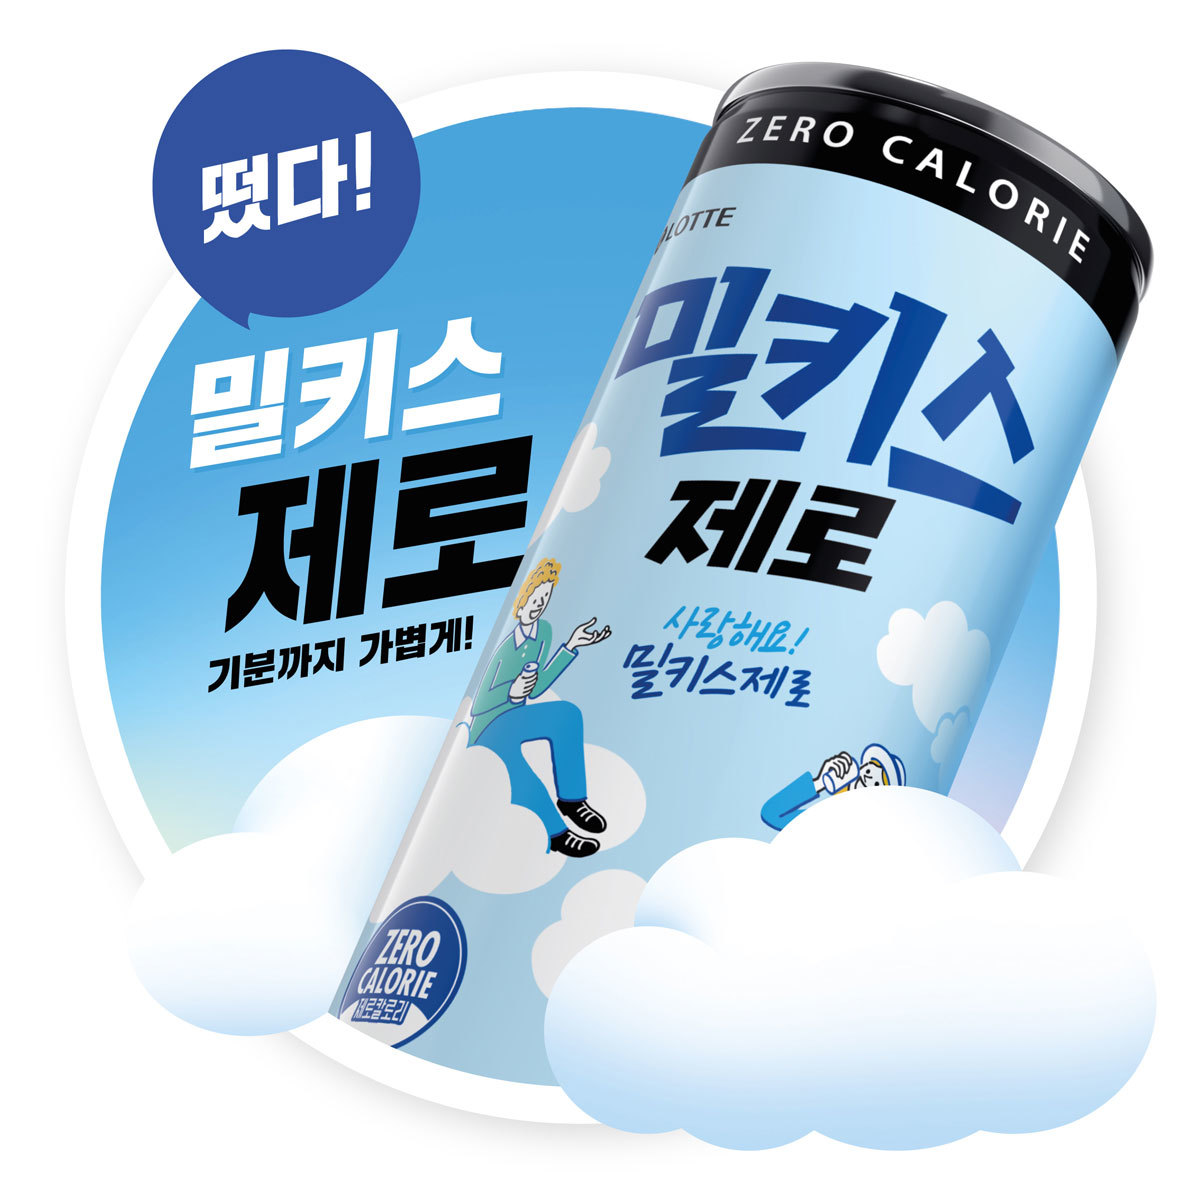 떴다!
밀키스
제로
기분까지 가볍게!
ZERO CALORIE
LOTTE
밀키스
제로
사랑해요!
밀키스제로
ZERO
CALORIE
제로칼로리